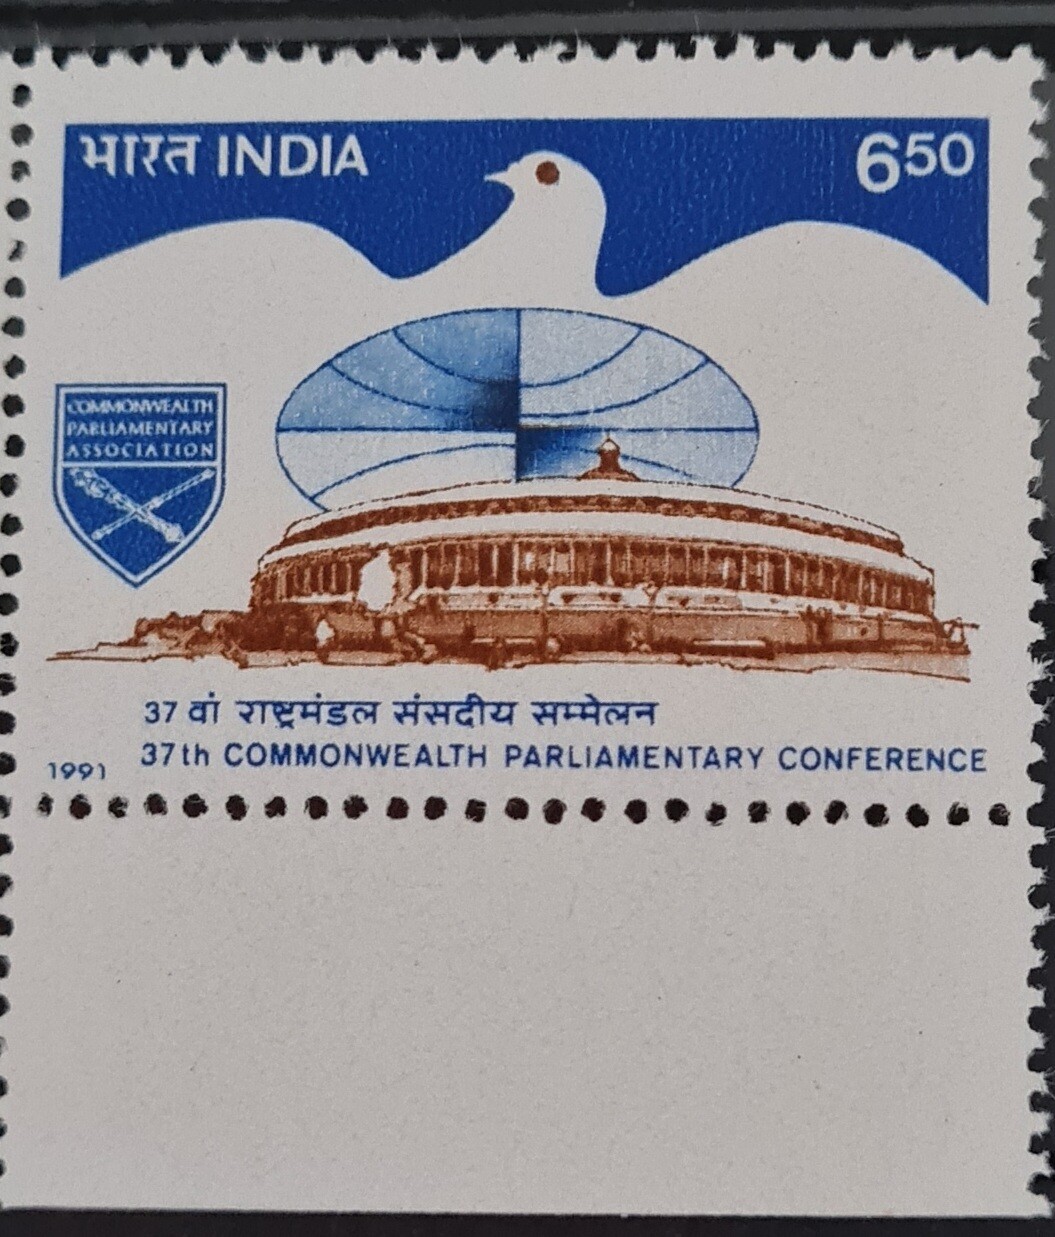 भारत INDIA
6.50
COMMONWEALTH
PARLIAMENTARY
ASSOCIATION
37 वां राष्ट्रमंडल संसदीय सम्मेलन
37th COMMONWEALTH PARLIAMENTARY CONFERENCE
1991